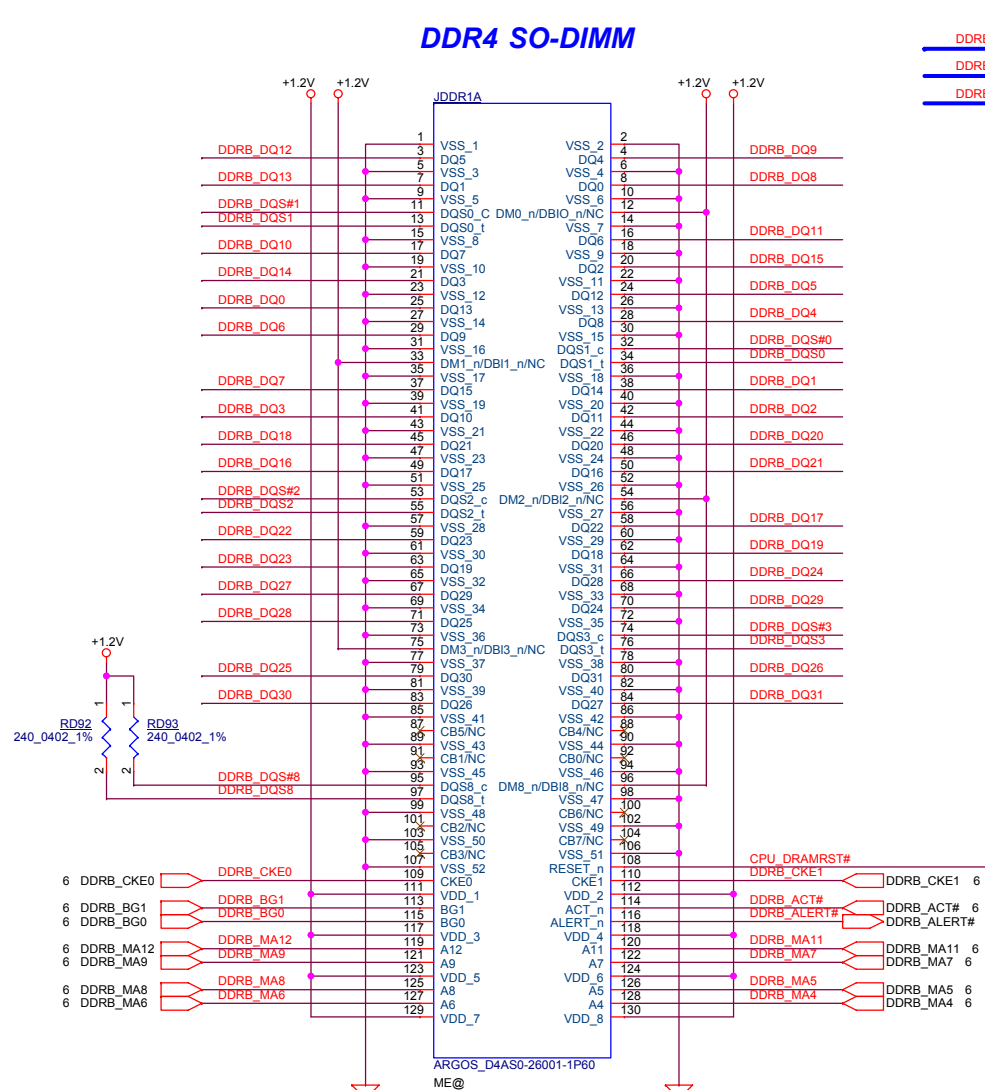 DDR4 SO-DIMM
DDRB
DDRB
DDRB
+1.2V +1.2V +1.2V +1.2V
JDDR1A
1 VSS_1 VSS_2 2
DDRB_DQ12 3 DQ5 DQ4 4 DDRB_DQ9
5 VSS_3 VSS_4 6
DDRB_DQ13 7 DQ1 DQ0 8 DDRB_DQ8
9 VSS_5 VSS_6 10
DDRB_DQS#1 11 DQS0_C DM0_n/DBIO_n/NC 12
DDRB_DQS1 13 DQS0_t VSS_7 14
15 VSS_8 DQ6 16 DDRB_DQ11
DDRB_DQ10 17 DQ7 VSS_9 18
19 VSS_10 DQ2 20 DDRB_DQ15
DDRB_DQ14 21 DQ3 VSS_11 22
23 VSS_12 DQ12 24 DDRB_DQ5
DDRB_DQ0 25 DQ13 VSS_13 26
27 VSS_14 DQ8 28 DDRB_DQ4
DDRB_DQ6 29 DQ9 VSS_15 30
31 VSS_16 DQS1_c 32 DDRB_DQS#0
33 DM1_n/DBI1_n/NC DQS1_t 34 DDRB_DQS0
35 VSS_17 VSS_18 36
DDRB_DQ7 37 DQ15 DQ14 38 DDRB_DQ1
39 VSS_19 VSS_20 40
DDRB_DQ3 41 DQ10 DQ11 42 DDRB_DQ2
43 VSS_21 VSS_22 44
DDRB_DQ18 45 DQ21 DQ20 46 DDRB_DQ20
47 VSS_23 VSS_24 48
DDRB_DQ16 49 DQ17 DQ16 50 DDRB_DQ21
51 VSS_25 VSS_26 52
DDRB_DQS#2 53 DQS2_c DM2_n/DBI2_n/NC 54
DDRB_DQS2 55 DQS2_t VSS_27 56
57 VSS_28 DQ22 58 DDRB_DQ17
DDRB_DQ22 59 DQ23 VSS_29 60
61 VSS_30 DQ18 62 DDRB_DQ19
DDRB_DQ23 63 DQ19 VSS_31 64
65 VSS_32 DQ28 66 DDRB_DQ24
DDRB_DQ27 67 DQ29 VSS_33 68
69 VSS_34 DQ24 70 DDRB_DQ29
DDRB_DQ28 71 DQ25 VSS_35 72
73 VSS_36 DQS3_c 74 DDRB_DQS#3
+1.2V 75 DM3_n/DBI3_n/NC DQS3_t 76 DDRB_DQS3
77 VSS_37 VSS_38 78
DDRB_DQ25 79 DQ30 DQ31 80 DDRB_DQ26
81 VSS_39 VSS_40 82
DDRB_DQ30 83 DQ26 DQ27 84 DDRB_DQ31
1 1 85 VSS_41 VSS_42 86
RD92 RD93 87 CB5/NC CB4/NC 88
240_0402_1% 240_0402_1% 89 VSS_43 VSS_44 90
91 CB1/NC CB0/NC 92
2 2 93 VSS_45 VSS_46 94
DDRB_DQS#8 95 DQS8_c DM8_n/DBI8_n/NC 96
DDRB_DQS8 97 DQS8_t VSS_47 98
99 VSS_48 CB6/NC 100
101 CB2/NC VSS_49 102
103 VSS_50 CB7/NC 104
105 CB3/NC VSS_51 106
107 VSS_52 RESET_n 108 CPU_DRAMRST#
6 DDRB_CKE0 DDRB_CKE0 109 CKE0 CKE1 110 DDRB_CKE1 DDRB_CKE1 6
111 VDD_1 VDD_2 112
6 DDRB_BG1 DDRB_BG1 113 BG1 ACT_n 114 DDRB_ACT# DDRB_ACT# 6
6 DDRB_BG0 DDRB_BG0 115 BG0 ALERT_n 116 DDRB_ALERT# DDRB_ALERT#
117 VDD_3 VDD_4 118
6 DDRB_MA12 DDRB_MA12 119 A12 A11 120 DDRB_MA11 DDRB_MA11 6
6 DDRB_MA9 DDRB_MA9 121 A9 A7 122 DDRB_MA7 DDRB_MA7 6
123 VDD_5 VDD_6 124
6 DDRB_MA8 DDRB_MA8 125 A8 A5 126 DDRB_MA5 DDRB_MA5 6
6 DDRB_MA6 DDRB_MA6 127 A6 A4 128 DDRB_MA4 DDRB_MA4 6
129 VDD_7 VDD_8 130
ARGOS_D4AS0-26001-1P60
ME@